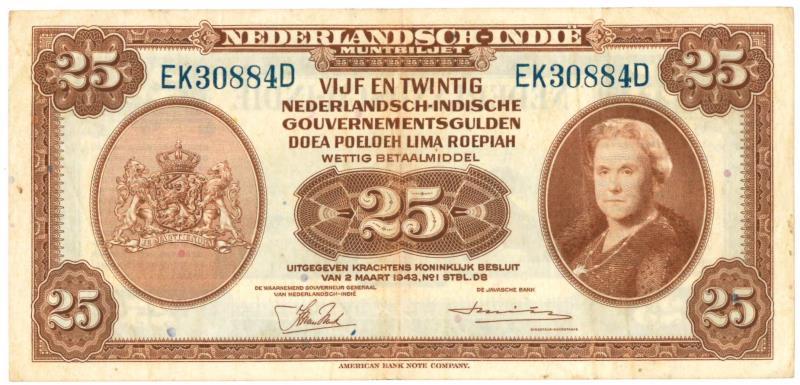 NEDERLANDSCH-INDIË
MUNTBILJET
25
25
EK30884D
EK30884D
VIJF EN TWINTIG
NEDERLANDSCH-INDISCHE
GOUVERNEMENTSGULDEN
DOEA POELOEH LIMA ROEPIAH
WETTIG BETAALMIDDEL
JE MAINTIENDRAI
25
UITGEGEVEN KRACHTENS KONINKLIJK BESLUIT
VAN 2 MAART 1943, No1 STBL. D8
DE WAARNEMEND GOUVERNEUR GENERAAL
VAN NEDERLANDSCH-INDIË
DE JAVASCHE BANK
25
25
AMERICAN BANK NOTE COMPANY.